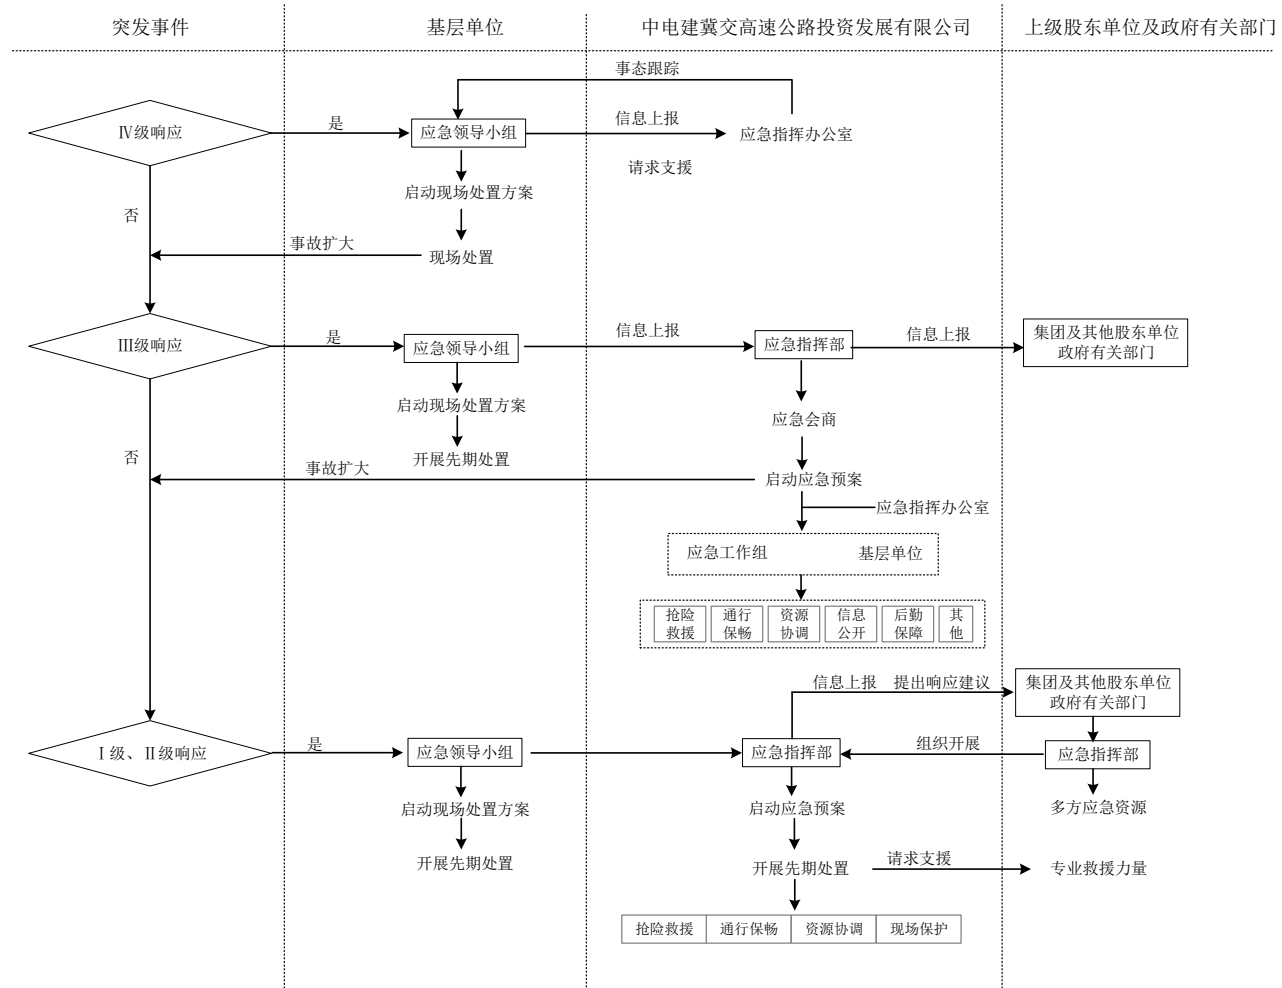 突发事件
基层单位
中电建冀交高速公路投资发展有限公司
上级股东单位及政府有关部门
事态跟踪
Ⅳ级响应
是
应急领导小组
信息上报
应急指挥办公室
请求支援
启动现场处置方案
否
事故扩大
现场处置
Ⅲ级响应
是
应急领导小组
信息上报
应急指挥部
信息上报
集团及其他股东单位
政府有关部门
启动现场处置方案
应急会商
否
开展先期处置
事故扩大
启动应急预案
应急指挥办公室
应急工作组
基层单位
抢险
救援
通行
保畅
资源
协调
信息
公开
后勤
保障
其
他
信息上报 提出响应建议
集团及其他股东单位
政府有关部门
Ⅰ级、Ⅱ级响应
是
应急领导小组
应急指挥部
组织开展
应急指挥部
启动现场处置方案
启动应急预案
多方应急资源
开展先期处置
开展先期处置
请求支援
专业救援力量
抢险救援
通行保畅
资源协调
现场保护